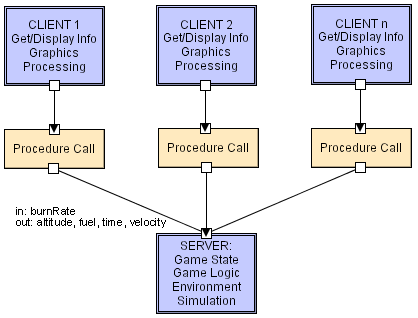 CLIENT 1
Get/Display Info
Graphics
Processing
CLIENT 2
Get/Display Info
Graphics
Processing
CLIENT n
Get/Display Info
Graphics
Processing
Procedure Call
Procedure Call
Procedure Call
in: burnRate
out: altitude, fuel, time, velocity
SERVER:
Game State
Game Logic
Environment
Simulation